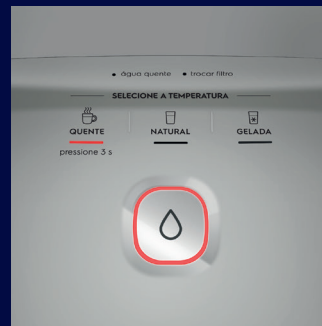 • água quente • trocar filtro
SELECIONE A TEMPERATURA
QUENTE NATURAL GELADA
pressione 3 s